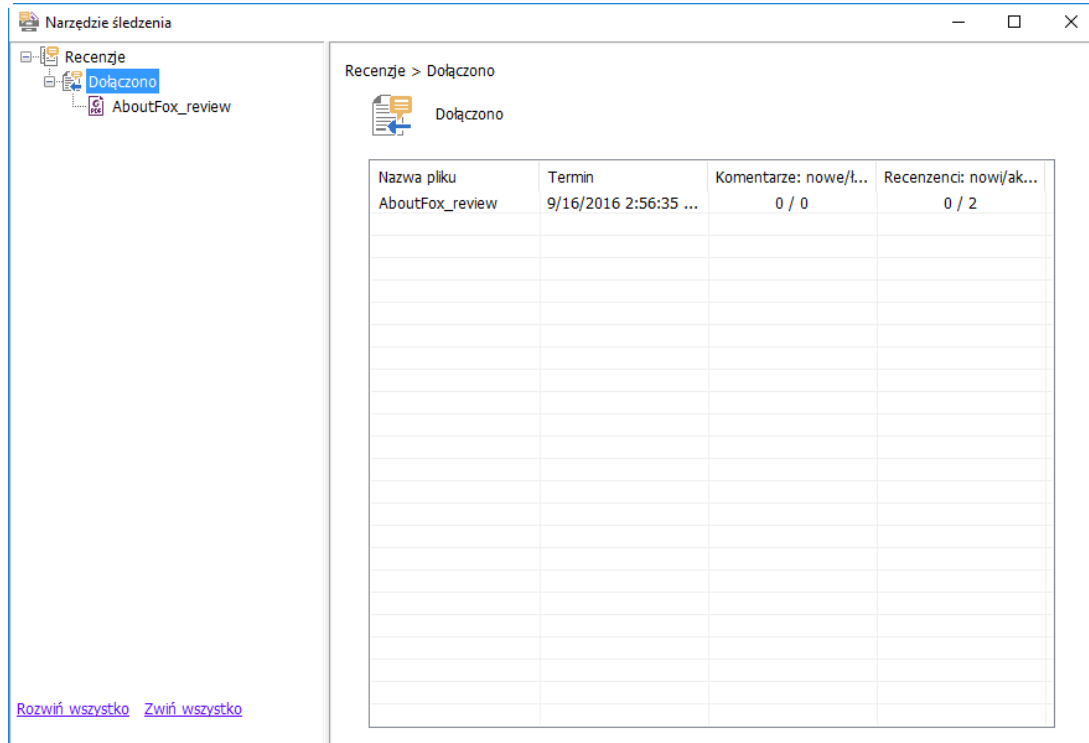 Narzędzie śledzenia
Recenzje
Dołączono
AboutFox_review
Rozwiń wszystko Zwiń wszystko
Recenzje > Dołączono
Dołączono
Nazwa pliku Termin Komentarze: nowe/ł... Recenzenci: nowi/ak...
AboutFox_review 9/16/2016 2:56:35 ... 0 / 0 0 / 2